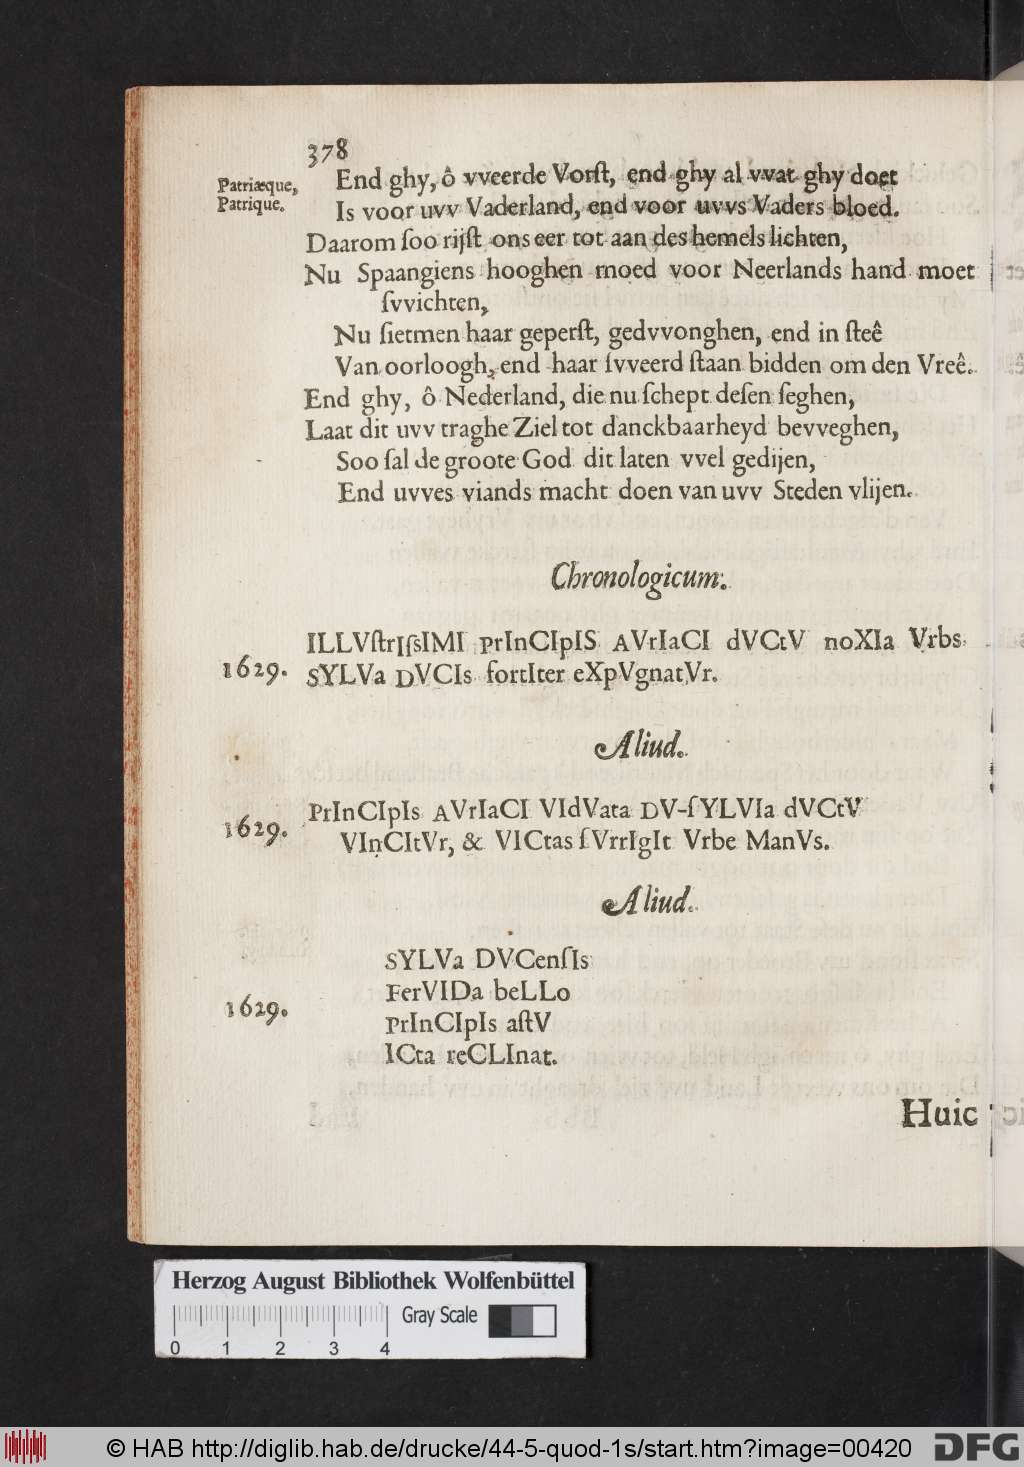 378
Patriæque,
Patrique.
End ghy, ô vveerde Vorſt, end ghy al vvat ghy doet
Is voor uvv Vaderland, end voor uvvs Vaders bloed.
Daarom ſoo rijſt ons eer tot aan des hemels lichten,
Nu Spaangiens hooghen moed voor Neerlands hand moet
ſvvichten,
Nu ſietmen haar geperſt, gedvvonghen, end in ſteê
Van oorloogh, end haar ſvveerd ſtaan bidden om den Vreê.
End ghy, ô Nederland, die nu ſchept deſen ſeghen,
Laat dit uvv traghe Ziel tot danckbaarheyd bevveghen,
Soo ſal de groote God dit laten vvel gedijen,
End uvves viands macht doen van uvv Steden vlijen.
Chronologicum.
ILLVſtrIſsIMI PrInCIpIS AVrIaCI dVCtV noXIa Vrbs
1629. SYLVa DVCIs fortIter eXpVgnatVr.
Aliud.
PrInCIpIs AVrIaCI VIdVata DV-ſYLVIa dVCtV
1629.
VInCItVr, & VICtas ſVrrIgIt Vrbe ManVs.
Aliud.
SYLVa DVCenſIs
FerVIDa beLLo
1629.
PrInCIpIs aſtV
ICta reCLInat.
Huic
Herzog August Bibliothek Wolfenbüttel
Gray Scale
0 1 2 3 4
© HAB http://diglib.hab.de/drucke/44-5-quod-1s/start.htm?image=00420
DFG